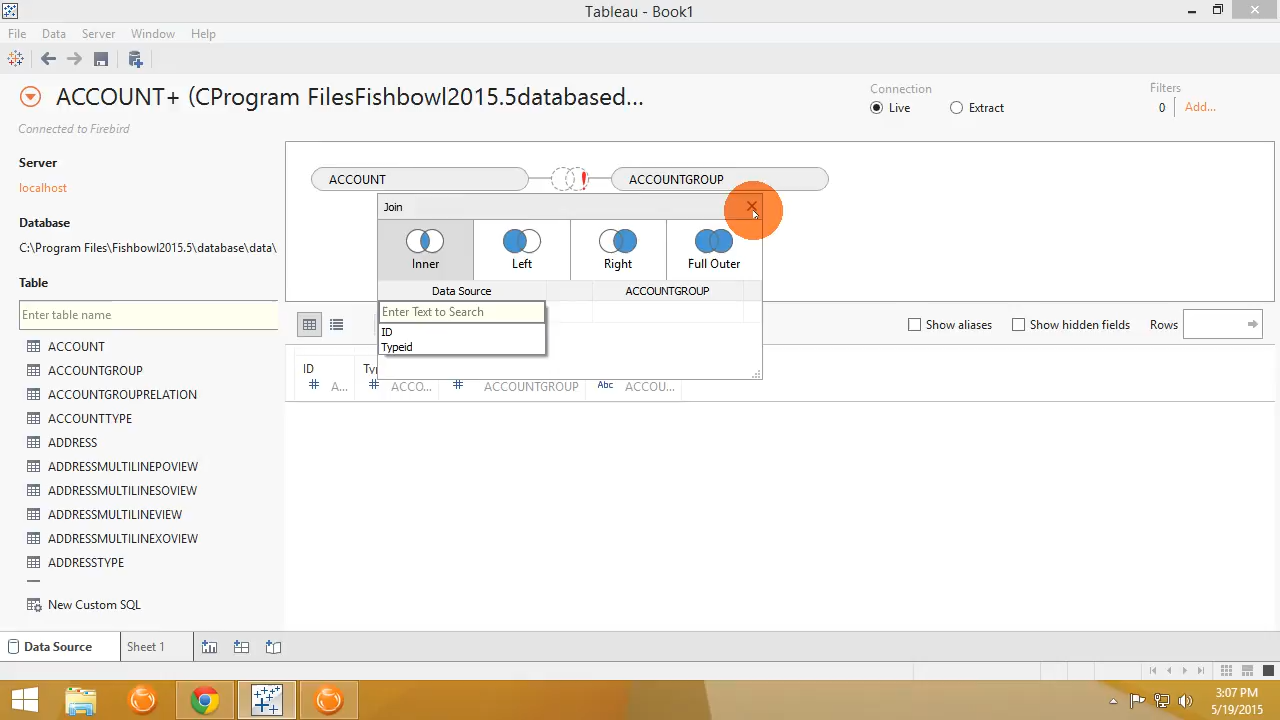 Tableau - Book1
File Data Server Window Help
ACCOUNT+ (CProgram FilesFishbowl2015.5databased...
Connected to Firebird
Connection
Live Extract
Filters
0 Add...
Server
localhost
Database
C:\Program Files\Fishbowl2015.5\database\data\
Table
Enter table name
ACCOUNT
ACCOUNTGROUP
ACCOUNTGROUPRELATION
ACCOUNTTYPE
ADDRESS
ADDRESSMULTILINEPOVIEW
ADDRESSMULTILINESOVIEW
ADDRESSMULTILINEVIEW
ADDRESSMULTILINEXOVIEW
ADDRESSTYPE
New Custom SQL
ACCOUNT ACCOUNTGROUP
Join
Inner Left Right Full Outer
Data Source ACCOUNTGROUP
Enter Text to Search
ID
Typeid
Show aliases Show hidden fields Rows
ID
# A... # ACCO... # ACCOUNTGROUP Abc ACCOU...
Data Source Sheet 1
3:07 PM
5/19/2015